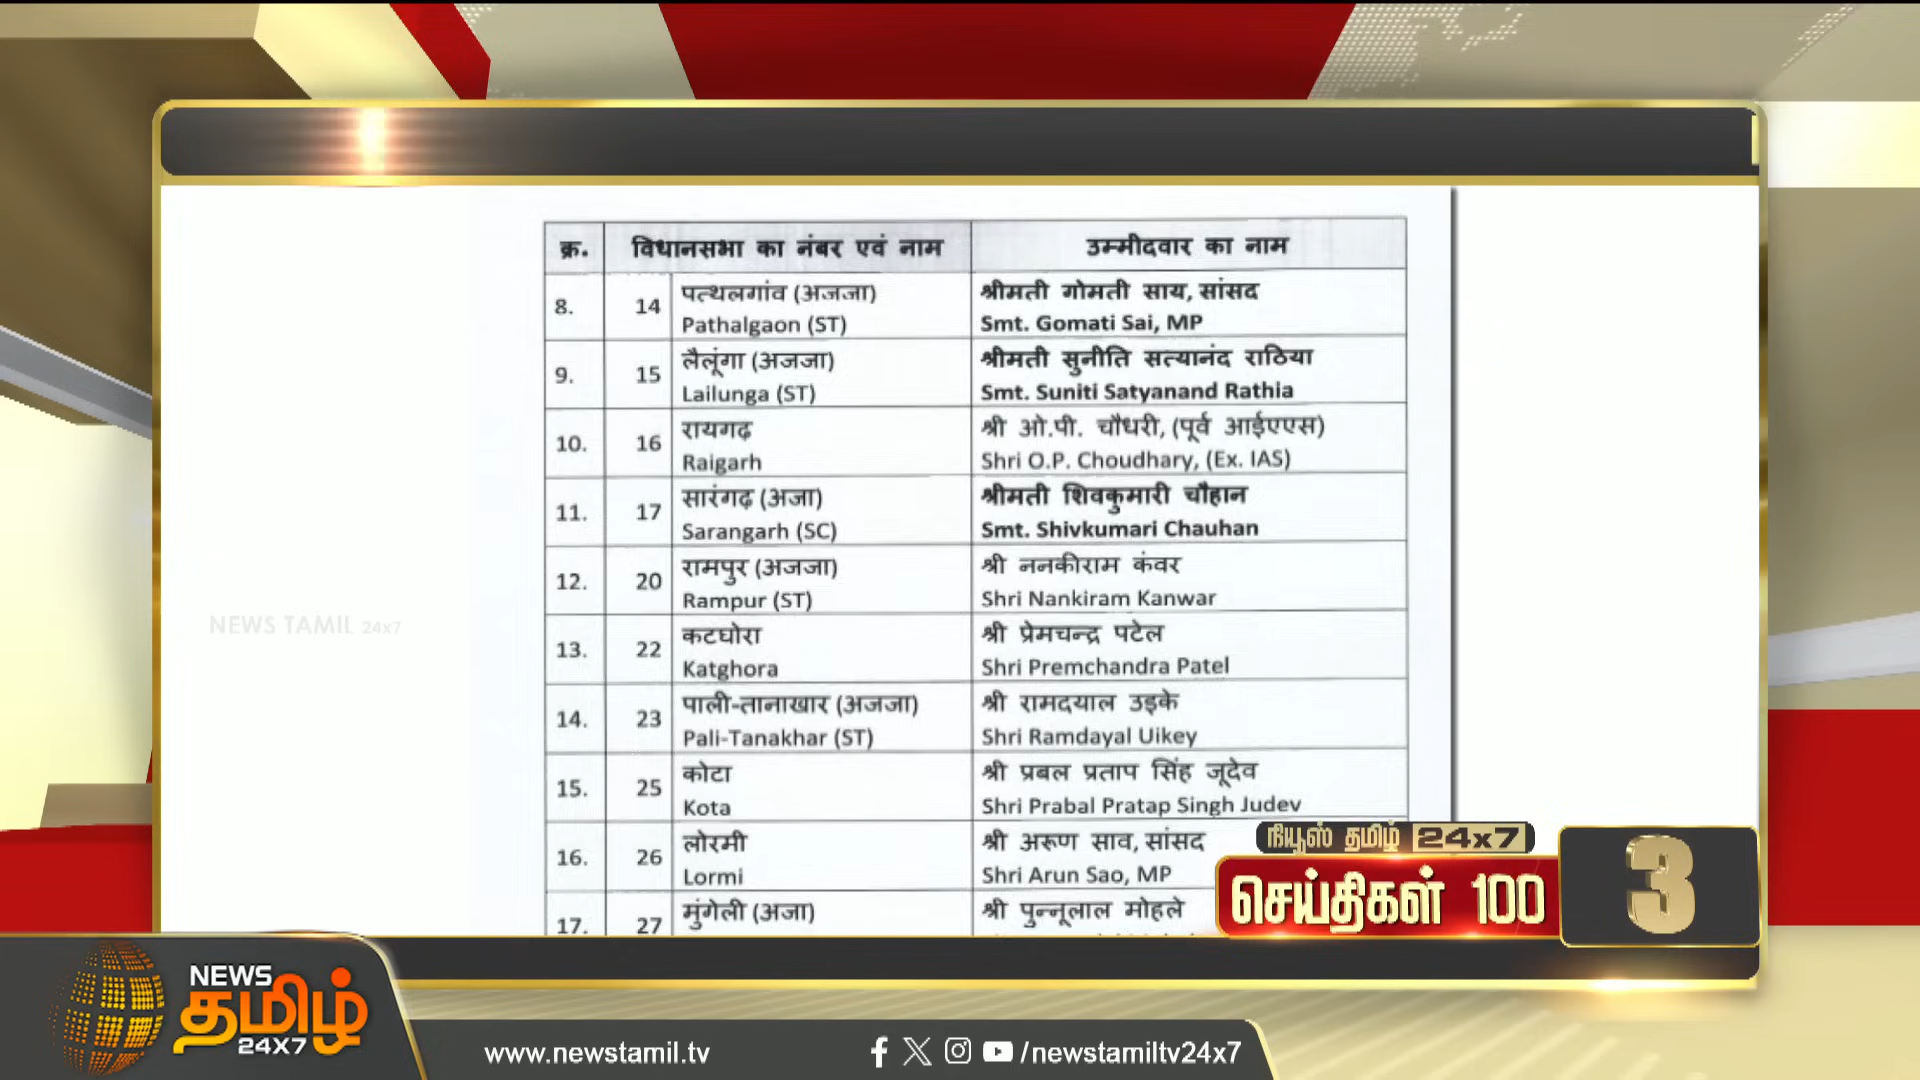 क्र. विधानसभा का नंबर एवं नाम उम्मीदवार का नाम
8. 14 पत्थलगांव (अजजा) श्रीमती गोमती साय, सांसद
Pathalgaon (ST) Smt. Gomati Sai, MP
9. 15 लैलूंगा (अजजा) श्रीमती सुनीति सत्यानंद राठिया
Lailunga (ST) Smt. Suniti Satyanand Rathia
10. 16 रायगढ़ श्री ओ.पी. चौधरी, (पूर्व आईएएस)
Raigarh Shri O.P. Choudhary, (Ex. IAS)
11. 17 सारंगढ़ (अजा) श्रीमती शिवकुमारी चौहान
Sarangarh (SC) Smt. Shivkumari Chauhan
12. 20 रामपुर (अजजा) श्री ननकीराम कंवर
Rampur (ST) Shri Nankiram Kanwar
13. 22 कटघोरा श्री प्रेमचन्द्र पटेल
Katghora Shri Premchandra Patel
14. 23 पाली-तानाखार (अजजा) श्री रामदयाल उइके
Pali-Tanakhar (ST) Shri Ramdayal Uikey
15. 25 कोटा श्री प्रबल प्रताप सिंह जूदेव
Kota Shri Prabal Pratap Singh Judev
16. 26 लोरमी श्री अरूण साव, सांसद
Lormi Shri Arun Sao, MP
17. 27 मुंगेली (अजा) श्री पुन्नूलाल मोहले
NEWS TAMIL 24x7
நியூஸ் தமிழ் 24x7
செய்திகள் 100
3
NEWS
தமிழ்
24X7
www.newstamil.tv
/newstamiltv24x7